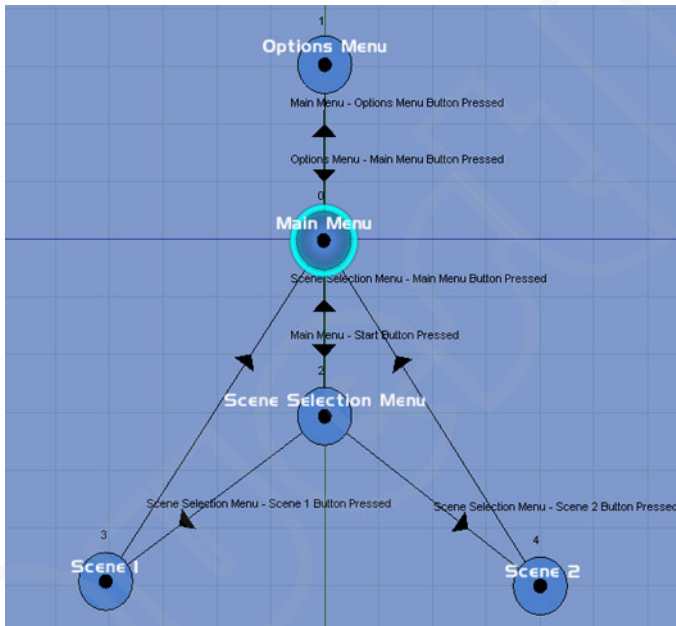 1
Options Menu
Main Menu - Options Menu Button Pressed
Options Menu - Main Menu Button Pressed
0
Main Menu
Scene Selection Menu - Main Menu Button Pressed
Main Menu - Start Button Pressed
2
Scene Selection Menu
Scene Selection Menu - Scene 1 Button Pressed
Scene Selection Menu - Scene 2 Button Pressed
3
Scene 1
4
Scene 2